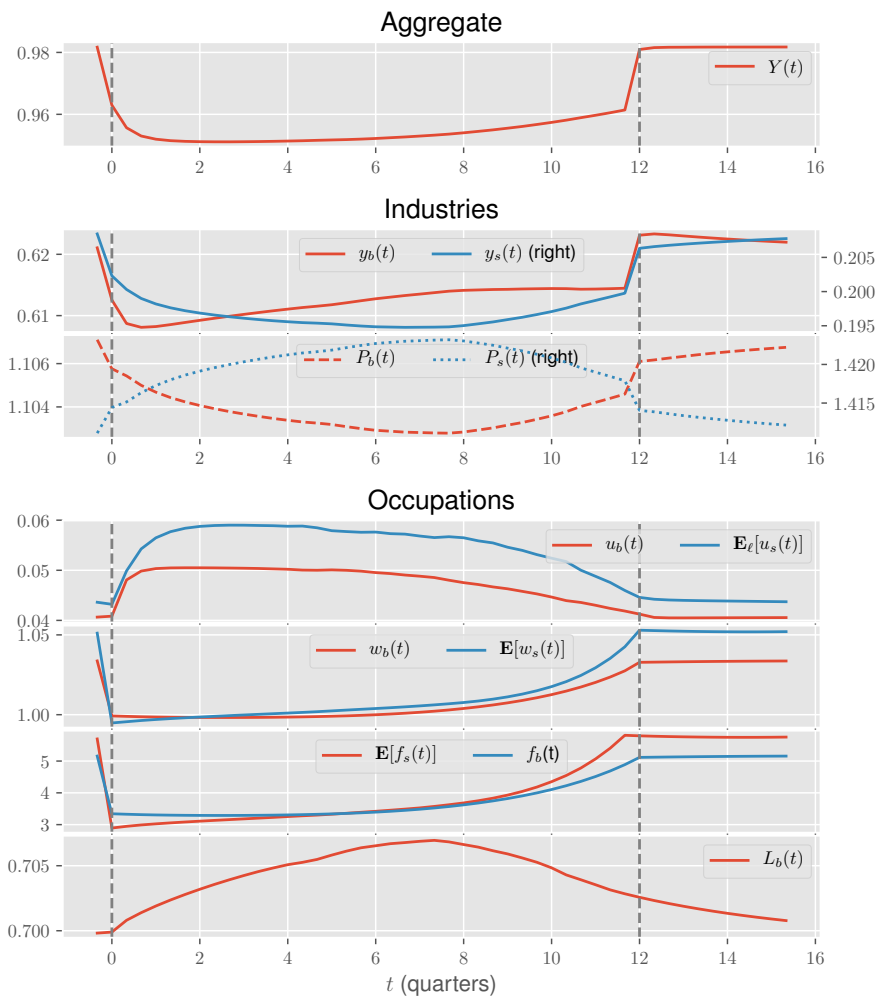 Aggregate
0.98
0.96
Y(t)
0 2 4 6 8 10 12 14 16
Industries
0.62
0.61
y_b(t) y_s(t) (right)
0.205
0.200
0.195
1.106
1.104
P_b(t) P_s(t) (right)
1.420
1.415
0 2 4 6 8 10 12 14 16
Occupations
0.06
0.05
0.04
u_b(t) E_ℓ[u_s(t)]
1.05
1.00
w_b(t) E[w_s(t)]
5
4
3
E[f_s(t)] f_b(t)
0.705
0.700
L_b(t)
0 2 4 6 8 10 12 14 16
t (quarters)